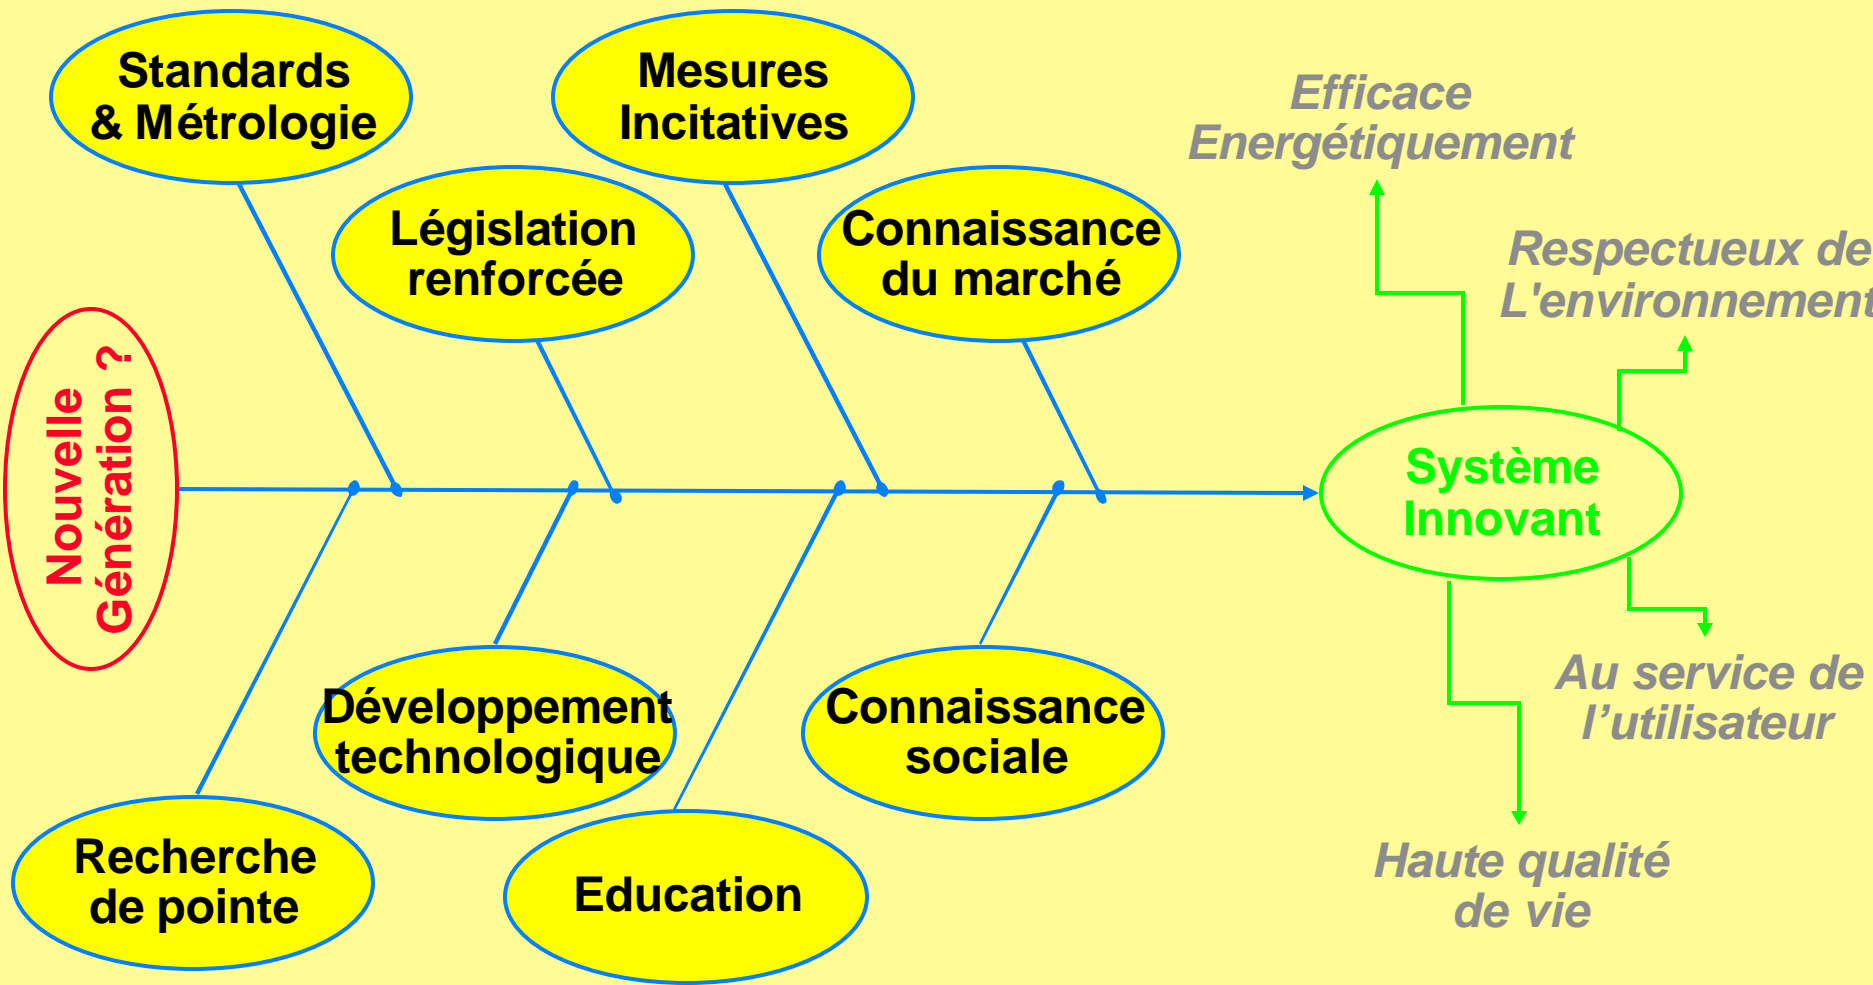 Standards
& Métrologie
Mesures
Incitatives
Efficace
Energétiquement
Législation
renforcée
Connaissance
du marché
Respectueux de
L'environnement
Nouvelle
Génération ?
Système
Innovant
Développement
technologique
Connaissance
sociale
Au service de
l’utilisateur
Recherche
de pointe
Education
Haute qualité
de vie